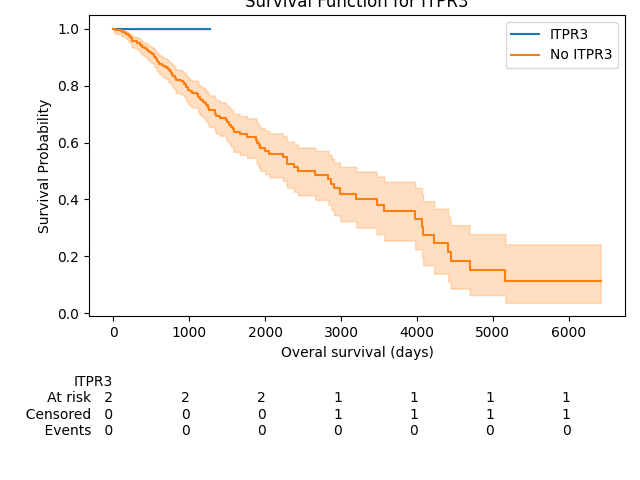 Survival Function for ITPR3
ITPR3
No ITPR3
1.0
0.8
0.6
0.4
0.2
0.0
Survival Probability
0 1000 2000 3000 4000 5000 6000
Overal survival (days)
ITPR3
At risk 2 2 2 1 1 1 1
Censored 0 0 0 1 1 1 1
Events 0 0 0 0 0 0 0